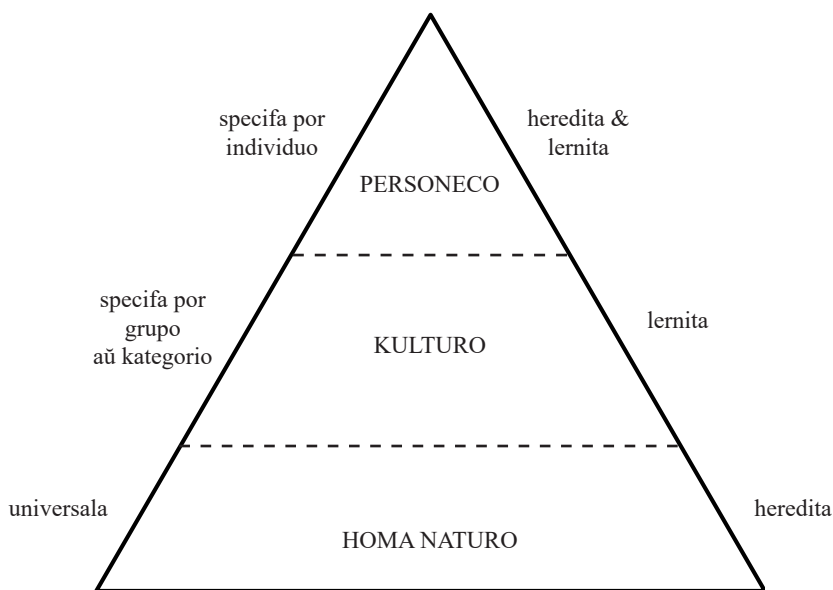 specifa por
individuo
heredita &
lernita
PERSONECO
specifa por
grupo
aŭ kategorio
KULTURO
lernita
universala
HOMA NATURO
heredita